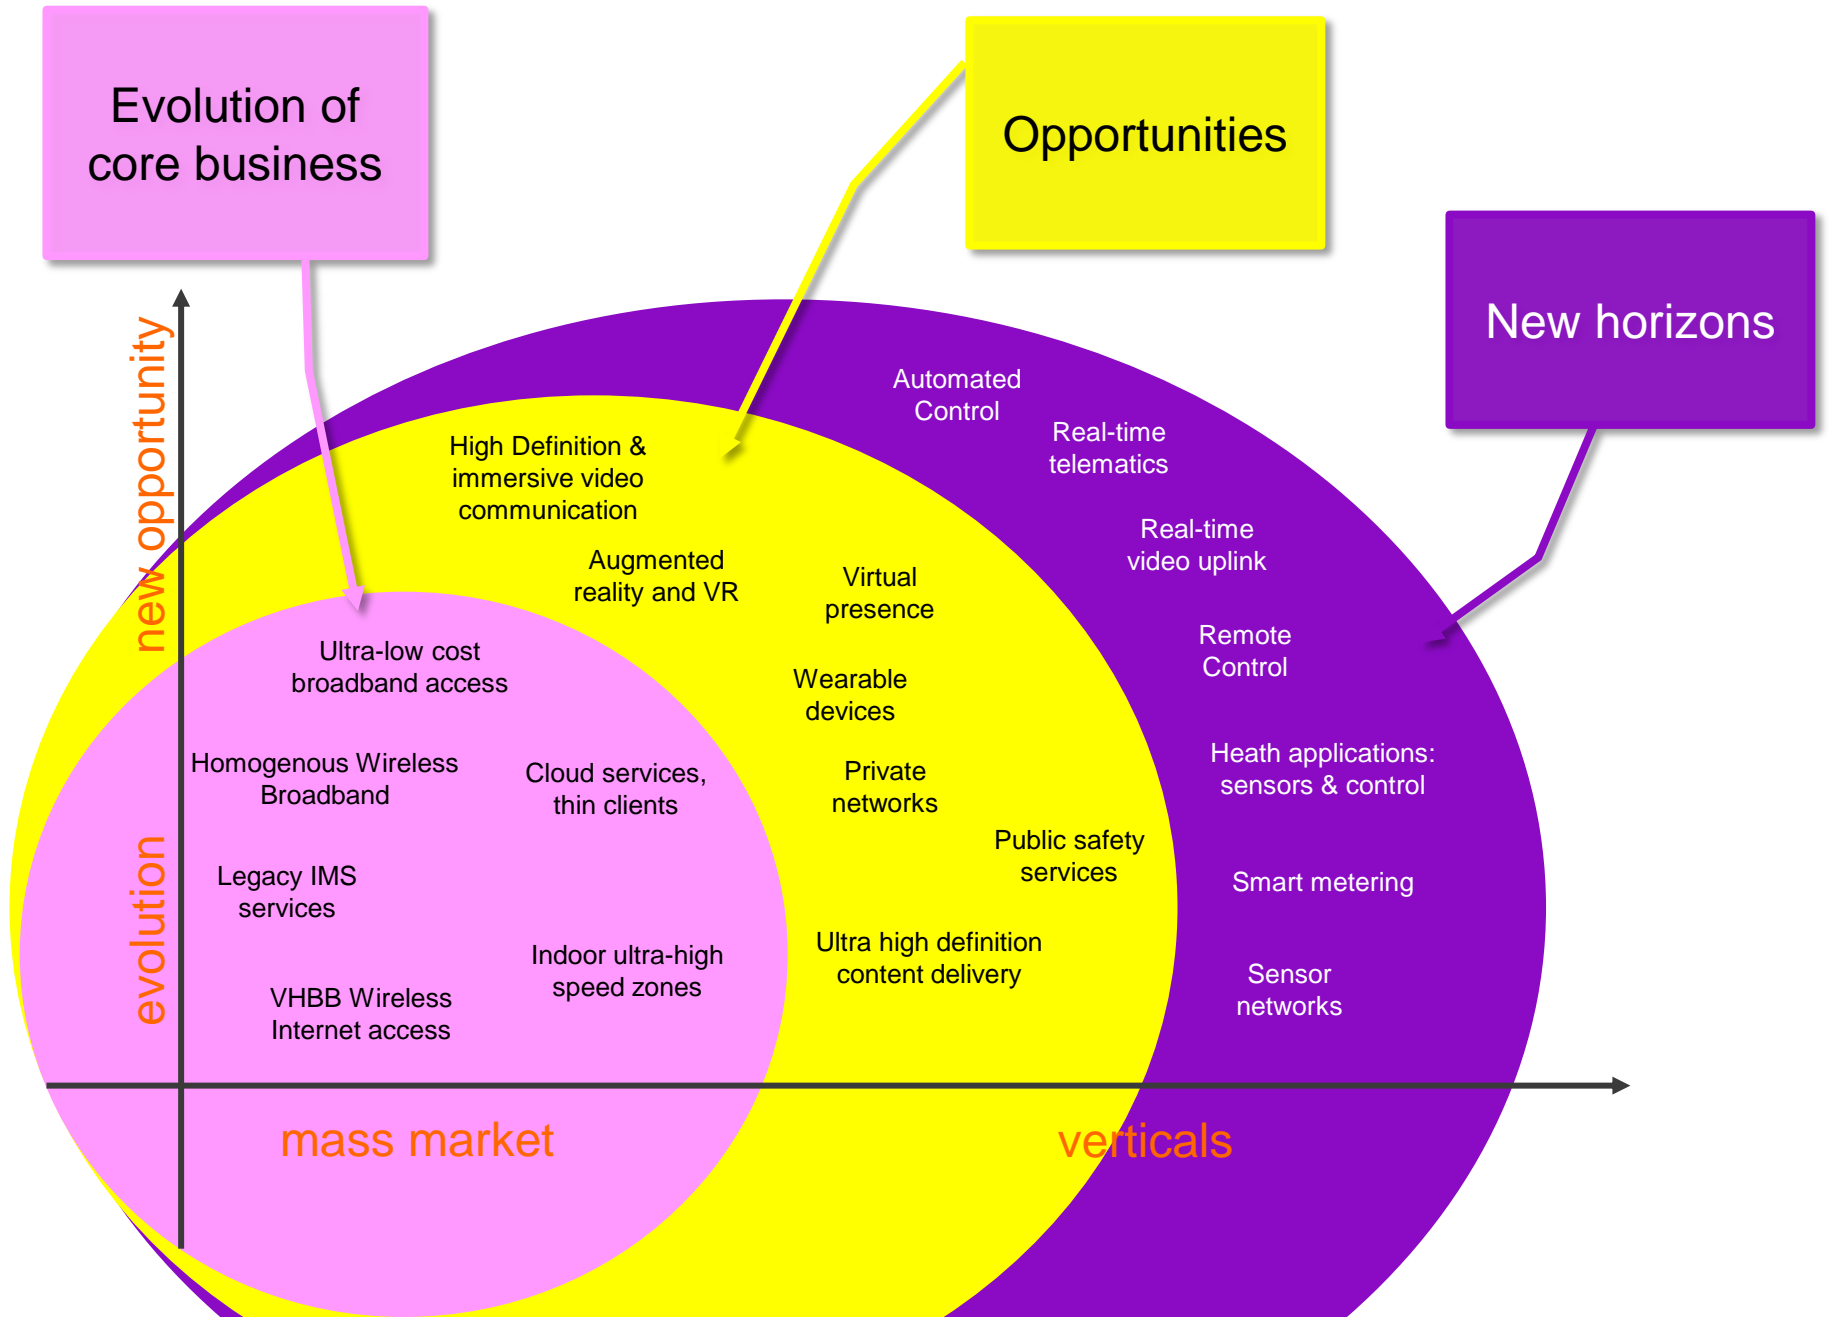 Evolution of
core business
Opportunities
New horizons
new opportunity
evolution
Automated
Control
Real-time
telematics
Real-time
video uplink
Remote
Control
Heath applications:
sensors & control
Smart metering
Sensor
networks
High Definition &
immersive video
communication
Augmented
reality and VR
Virtual
presence
Wearable
devices
Private
networks
Public safety
services
Ultra high definition
content delivery
Ultra-low cost
broadband access
Homogenous Wireless
Broadband
Cloud services,
thin clients
Legacy IMS
services
Indoor ultra-high
speed zones
VHBB Wireless
Internet access
mass market
verticals